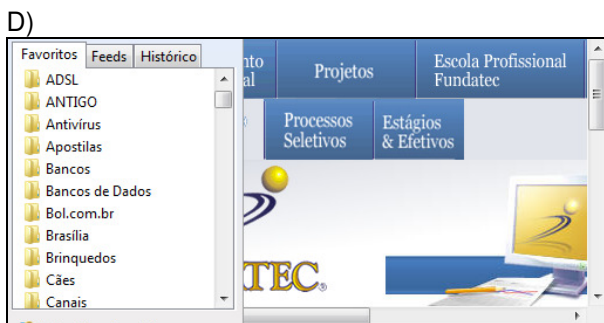 D)
Favoritos Feeds Histórico
ADSL
ANTIGO
Antivírus
Apostilas
Bancos
Bancos de Dados
Bol.com.br
Brasília
Brinquedos
Cães
Canais
Projetos
Escola Profissional
Fundatec
Processos
Seletivos
Estágios
& Efetivos